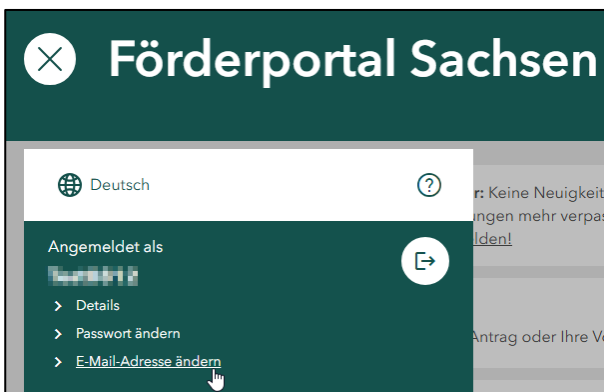 Förderportal Sachsen
Deutsch
r: Keine Neuigkeit
ungen mehr verpas
lden!
Angemeldet als
Details
Passwort ändern
Antrag oder Ihre Vo
E-Mail-Adresse ändern